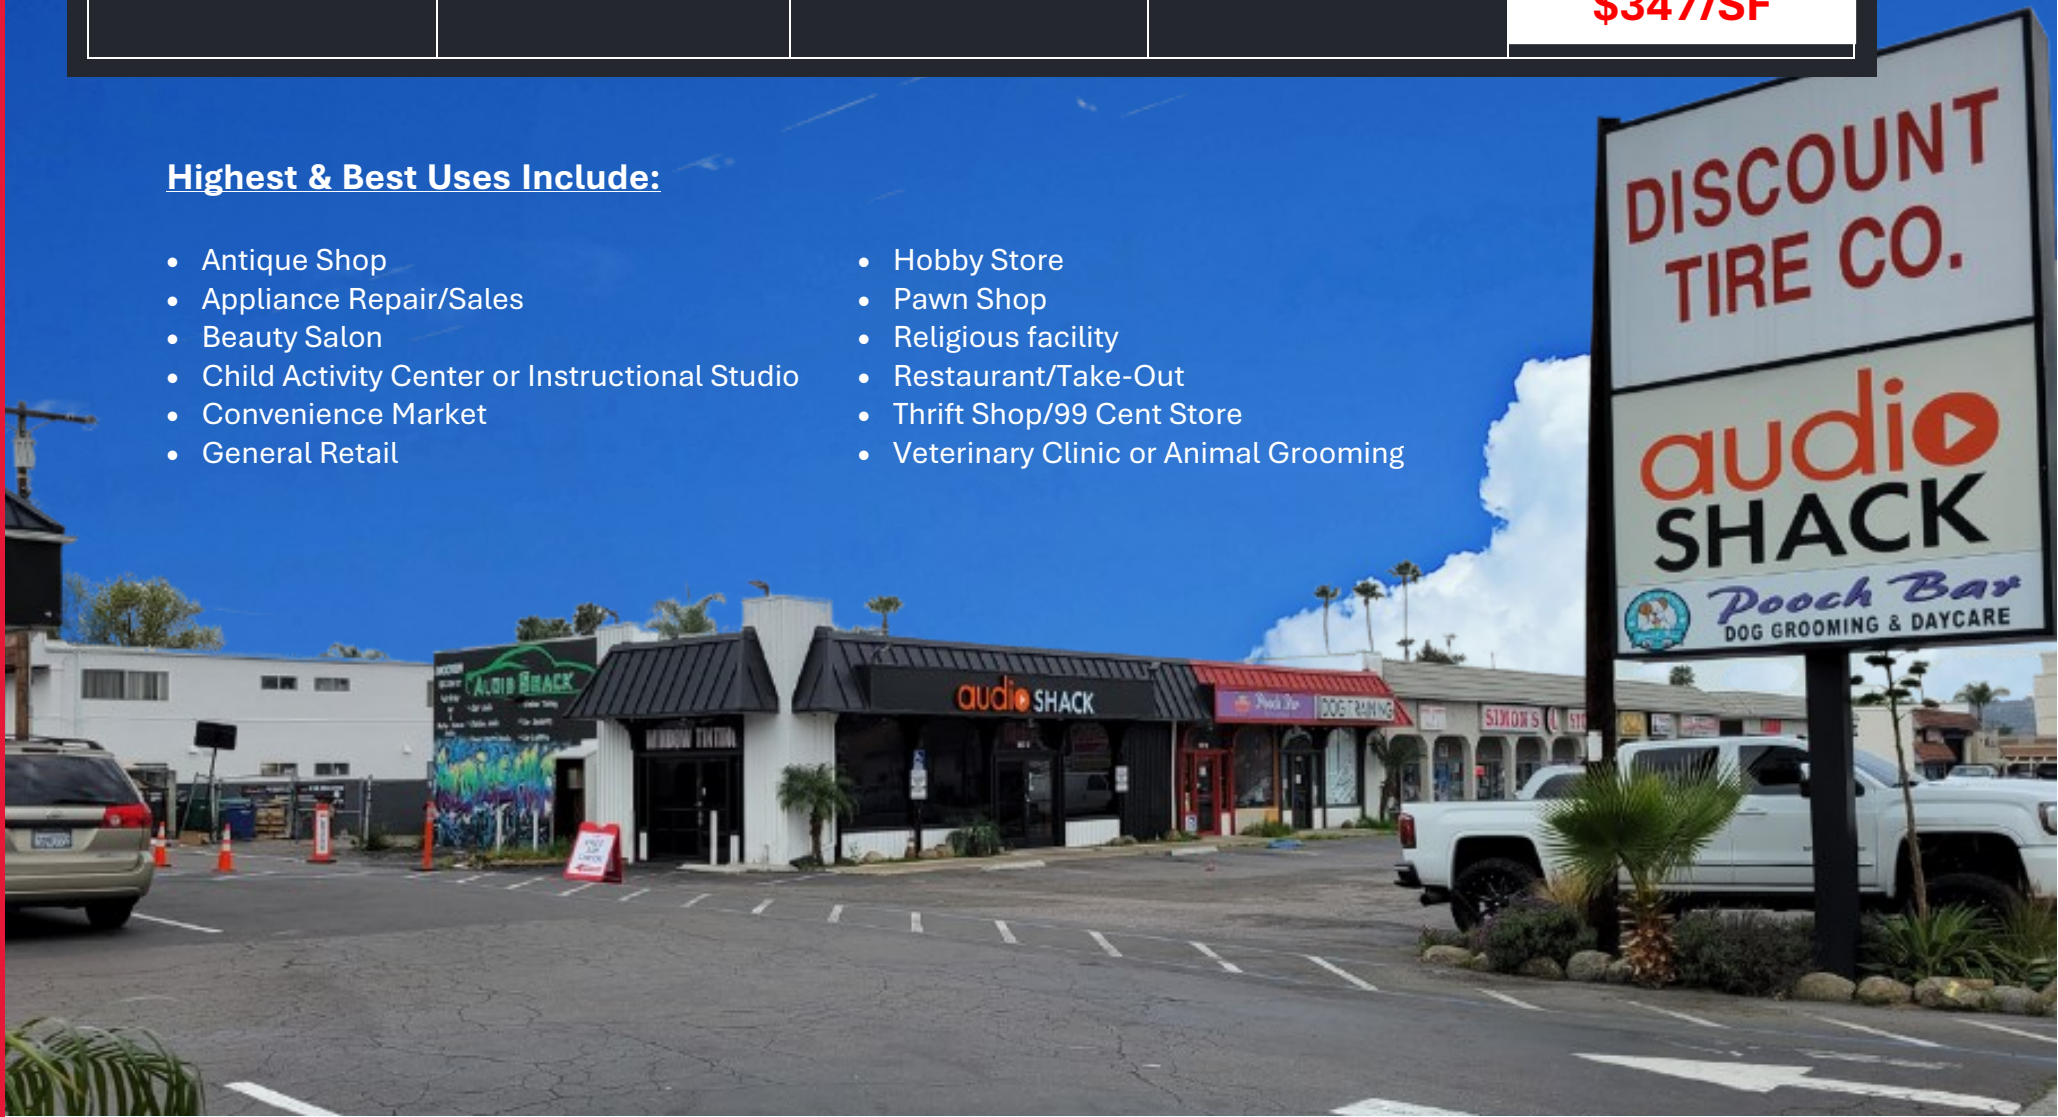 $347/SF
Highest & Best Uses Include:
• Antique Shop
• Appliance Repair/Sales
• Beauty Salon
• Child Activity Center or Instructional Studio
• Convenience Market
• General Retail
• Hobby Store
• Pawn Shop
• Religious facility
• Restaurant/Take-Out
• Thrift Shop/99 Cent Store
• Veterinary Clinic or Animal Grooming
DISCOUNT
TIRE CO.
audio
SHACK
Pooch Bar
DOG GROOMING & DAYCARE
AUDIO SHACK
audio SHACK
WINDOW TINTING
Pooch Bar
DOG TRAINING
SIMON'S